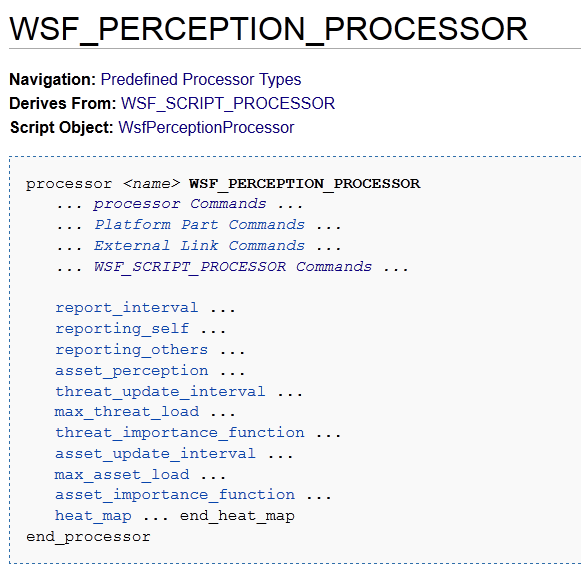 WSF_PERCEPTION_PROCESSOR
Navigation: Predefined Processor Types
Derives From: WSF_SCRIPT_PROCESSOR
Script Object: WsfPerceptionProcessor
processor <name> WSF_PERCEPTION_PROCESSOR
... processor Commands ...
... Platform Part Commands ...
... External Link Commands ...
... WSF_SCRIPT_PROCESSOR Commands ...
report_interval ...
reporting_self ...
reporting_others ...
asset_perception ...
threat_update_interval ...
max_threat_load ...
threat_importance_function ...
asset_update_interval ...
max_asset_load ...
asset_importance_function ...
heat_map ... end_heat_map
end_processor